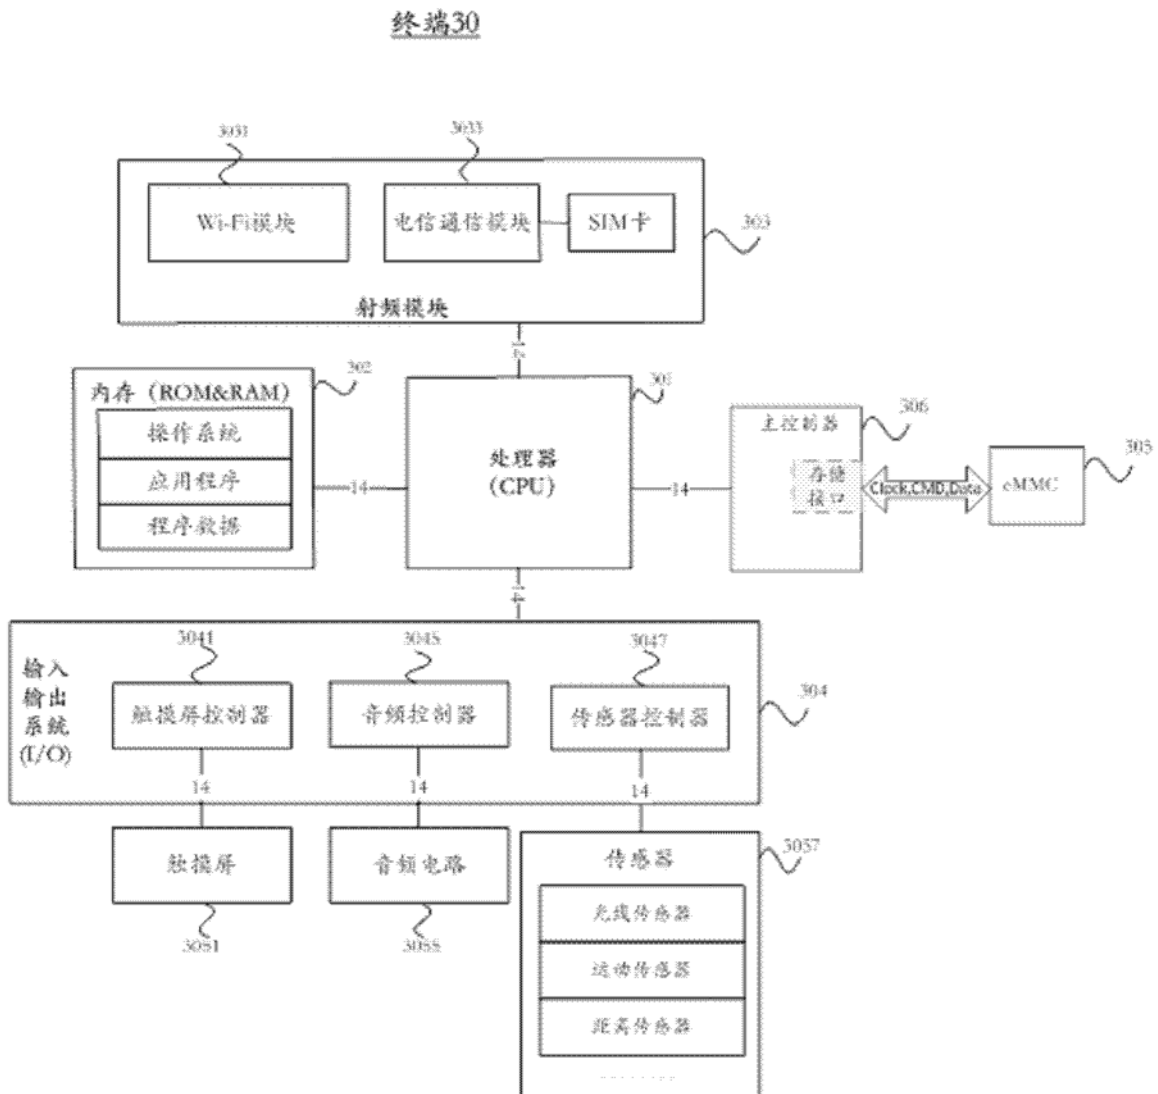 终端30
3031
3033
Wi-Fi模块
电信通信模块
SIM卡
303
射频模块
14
302
内存（ROM&RAM）
操作系统
应用程序
程序数据
14
301
处理器
(CPU)
14
306
主控制器
存储
接口
Clock,CMD,Data
eMMC
305
14
输入
输出
系统
(I/O)
3041
触摸屏控制器
3045
音频控制器
3047
传感器控制器
304
14
14
14
触摸屏
3051
音频电路
3055
传感器
3057
光线传感器
运动传感器
距离传感器